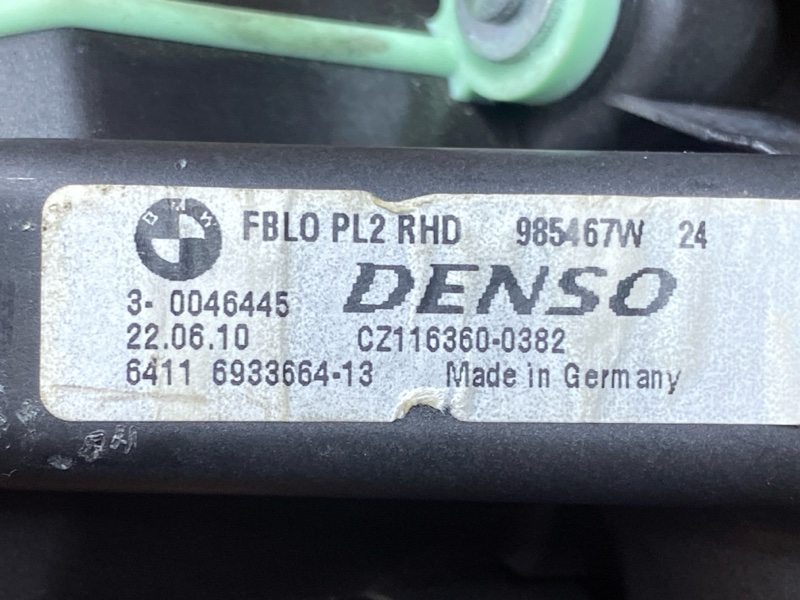 BMW FBLO PL2 RHD 985467W 24
3- 0046445 DENSO
22.06.10 CZ116360-0382
6411 6933664-13 Made in Germany